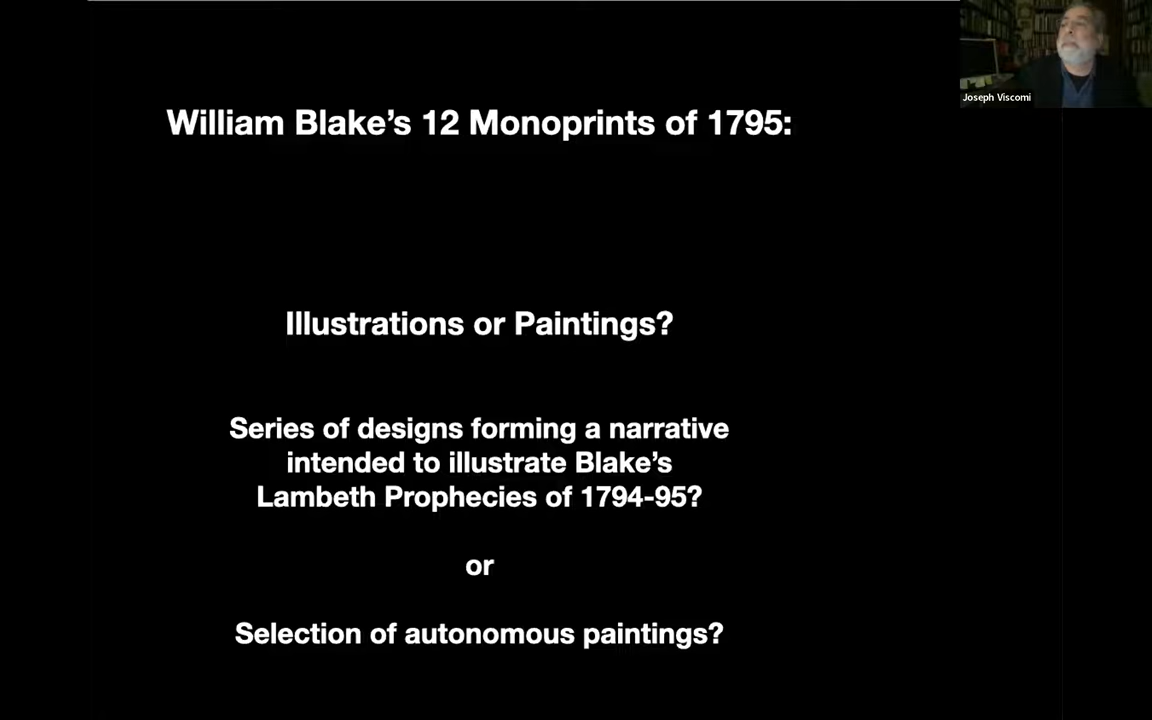 William Blake’s 12 Monoprints of 1795:
Joseph Viscomi
Illustrations or Paintings?
Series of designs forming a narrative
intended to illustrate Blake’s
Lambeth Prophecies of 1794-95?
or
Selection of autonomous paintings?